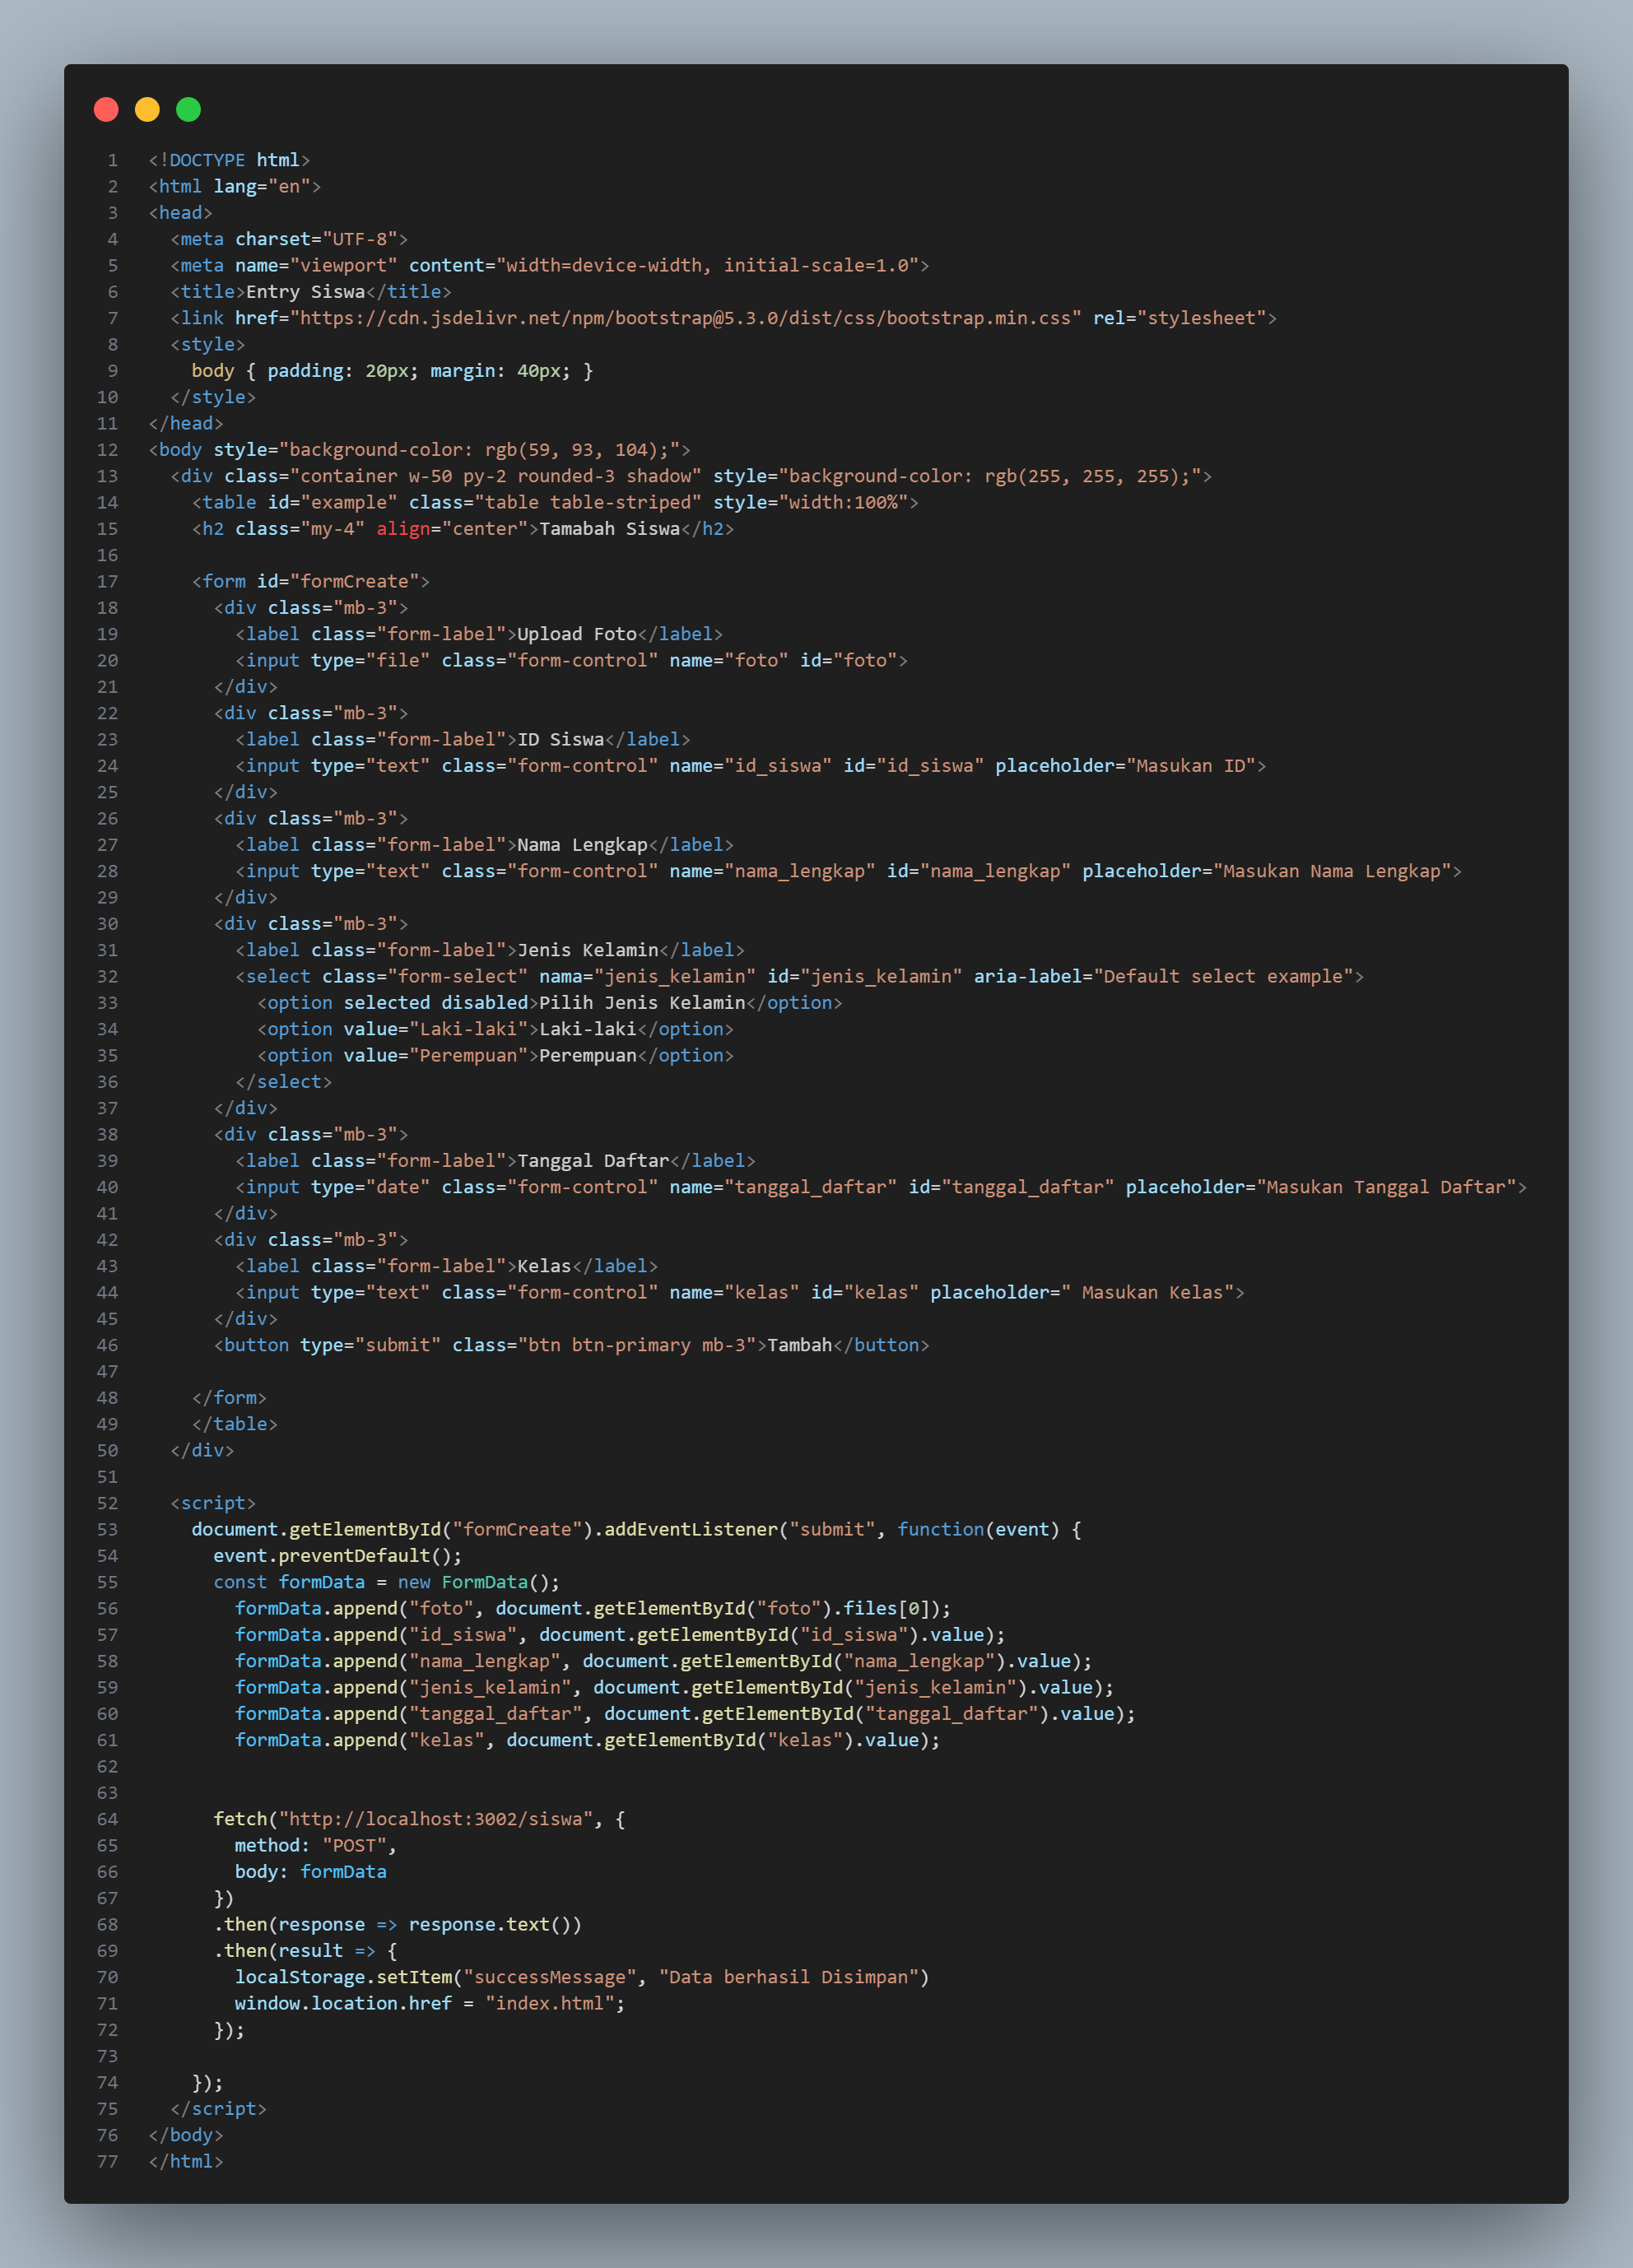 1 <!DOCTYPE html>
2 <html lang="en">
3 <head>
4   <meta charset="UTF-8">
5   <meta name="viewport" content="width=device-width, initial-scale=1.0">
6   <title>Entry Siswa</title>
7   <link href="https://cdn.jsdelivr.net/npm/bootstrap@5.3.0/dist/css/bootstrap.min.css" rel="stylesheet">
8   <style>
9     body { padding: 20px; margin: 40px; }
10   </style>
11 </head>
12 <body style="background-color: rgb(59, 93, 104);">
13   <div class="container w-50 py-2 rounded-3 shadow" style="background-color: rgb(255, 255, 255);">
14     <table id="example" class="table table-striped" style="width:100%">
15     <h2 class="my-4" align="center">Tamabah Siswa</h2>
16
17     <form id="formCreate">
18       <div class="mb-3">
19         <label class="form-label">Upload Foto</label>
20         <input type="file" class="form-control" name="foto" id="foto">
21       </div>
22       <div class="mb-3">
23         <label class="form-label">ID Siswa</label>
24         <input type="text" class="form-control" name="id_siswa" id="id_siswa" placeholder="Masukan ID">
25       </div>
26       <div class="mb-3">
27         <label class="form-label">Nama Lengkap</label>
28         <input type="text" class="form-control" name="nama_lengkap" id="nama_lengkap" placeholder="Masukan Nama Lengkap">
29       </div>
30       <div class="mb-3">
31         <label class="form-label">Jenis Kelamin</label>
32         <select class="form-select" nama="jenis_kelamin" id="jenis_kelamin" aria-label="Default select example">
33           <option selected disabled>Pilih Jenis Kelamin</option>
34           <option value="Laki-laki">Laki-laki</option>
35           <option value="Perempuan">Perempuan</option>
36         </select>
37       </div>
38       <div class="mb-3">
39         <label class="form-label">Tanggal Daftar</label>
40         <input type="date" class="form-control" name="tanggal_daftar" id="tanggal_daftar" placeholder="Masukan Tanggal Daftar">
41       </div>
42       <div class="mb-3">
43         <label class="form-label">Kelas</label>
44         <input type="text" class="form-control" name="kelas" id="kelas" placeholder=" Masukan Kelas">
45       </div>
46       <button type="submit" class="btn btn-primary mb-3">Tambah</button>
47
48     </form>
49     </table>
50   </div>
51
52   <script>
53     document.getElementById("formCreate").addEventListener("submit", function(event) {
54       event.preventDefault();
55       const formData = new FormData();
56         formData.append("foto", document.getElementById("foto").files[0]);
57         formData.append("id_siswa", document.getElementById("id_siswa").value);
58         formData.append("nama_lengkap", document.getElementById("nama_lengkap").value);
59         formData.append("jenis_kelamin", document.getElementById("jenis_kelamin").value);
60         formData.append("tanggal_daftar", document.getElementById("tanggal_daftar").value);
61         formData.append("kelas", document.getElementById("kelas").value);
62
63
64       fetch("http://localhost:3002/siswa", {
65         method: "POST",
66         body: formData
67       })
68       .then(response => response.text())
69       .then(result => {
70         localStorage.setItem("successMessage", "Data berhasil Disimpan")
71         window.location.href = "index.html";
72       });
73
74     });
75   </script>
76 </body>
77 </html>